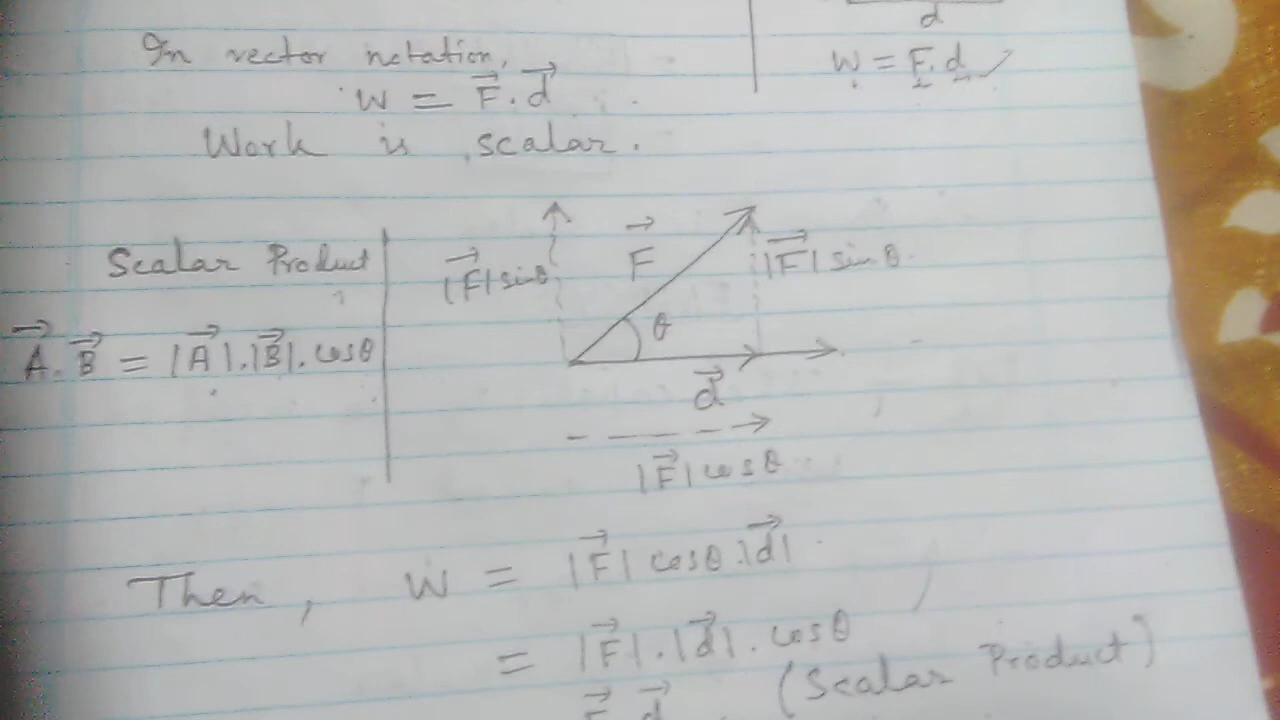 d
W = F.d ✓
In vector notation,
W = F⃗.d⃗
Work is scalar.
Scalar Product
A⃗.B⃗ = |A⃗|.|B⃗|.cosθ
|F⃗|sinθ
F⃗
|F⃗|sinθ
θ
d⃗
|F⃗|cosθ
Then, W = |F⃗|cosθ.|d⃗|
= |F⃗|.|d⃗|.cosθ
F⃗ d⃗ (Scalar Product)